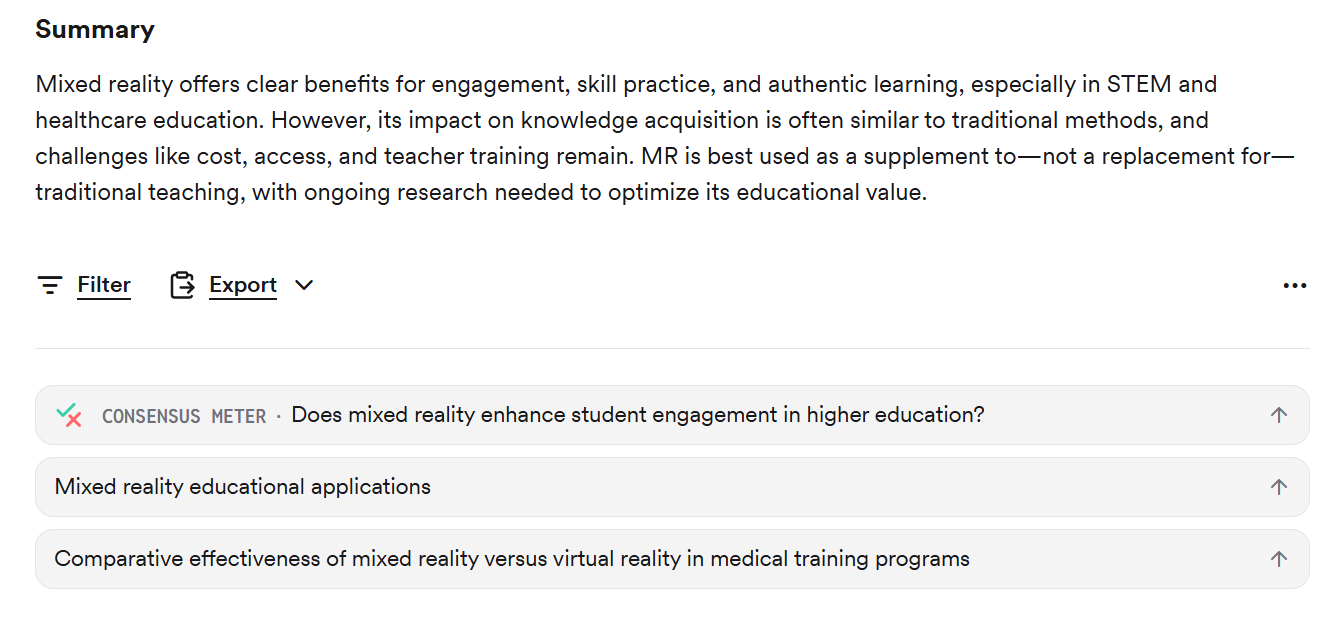 Summary
Mixed reality offers clear benefits for engagement, skill practice, and authentic learning, especially in STEM and
healthcare education. However, its impact on knowledge acquisition is often similar to traditional methods, and
challenges like cost, access, and teacher training remain. MR is best used as a supplement to—not a replacement for—
traditional teaching, with ongoing research needed to optimize its educational value.
Filter Export
CONSENSUS METER · Does mixed reality enhance student engagement in higher education?
Mixed reality educational applications
Comparative effectiveness of mixed reality versus virtual reality in medical training programs